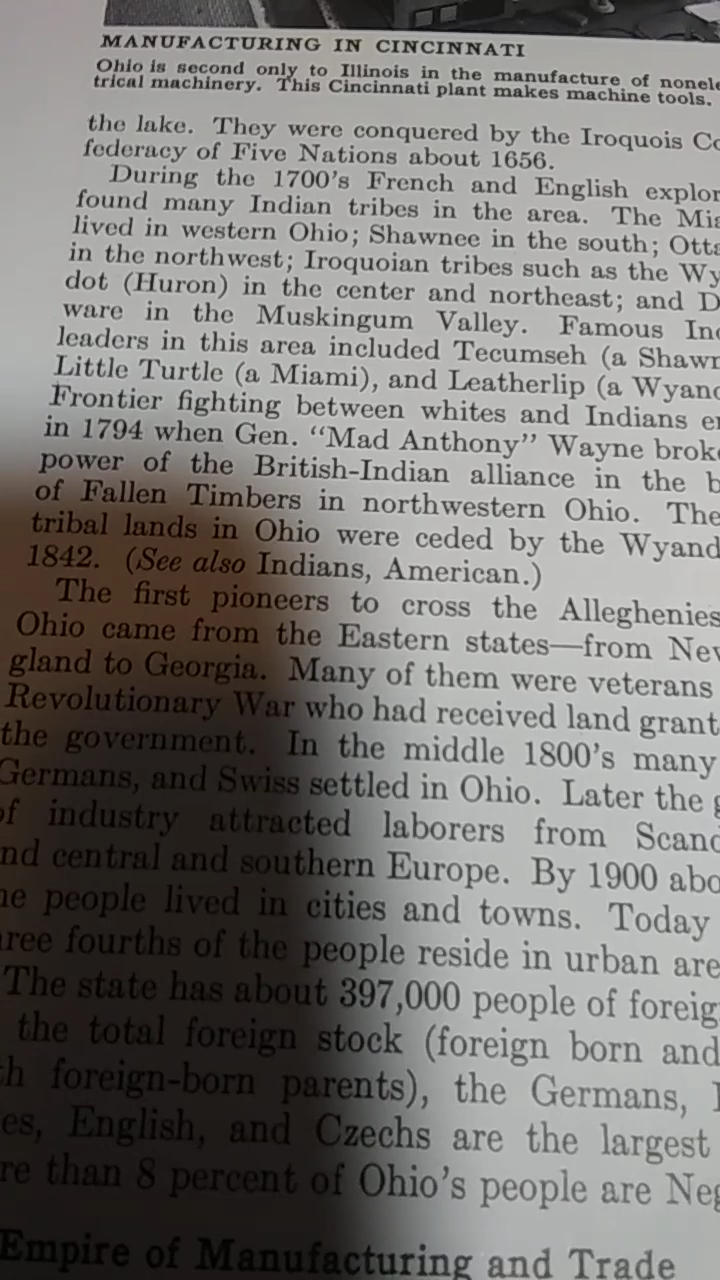 MANUFACTURING IN CINCINNATI
Ohio is second only to Illinois in the manufacture of nonele
trical machinery. This Cincinnati plant makes machine tools.
the lake. They were conquered by the Iroquois Co
federacy of Five Nations about 1656.
During the 1700's French and English explor
found many Indian tribes in the area. The Mia
lived in western Ohio; Shawnee in the south; Otta
in the northwest; Iroquoian tribes such as the Wy
dot (Huron) in the center and northeast; and D
ware in the Muskingum Valley. Famous Ind
leaders in this area included Tecumseh (a Shawn
Little Turtle (a Miami), and Leatherlip (a Wyand
Frontier fighting between whites and Indians en
in 1794 when Gen. "Mad Anthony" Wayne broke
power of the British-Indian alliance in the b
of Fallen Timbers in northwestern Ohio. The
tribal lands in Ohio were ceded by the Wyand
1842. (See also Indians, American.)
The first pioneers to cross the Alleghenies
Ohio came from the Eastern states—from New
gland to Georgia. Many of them were veterans
Revolutionary War who had received land grant
the government. In the middle 1800's many
Germans, and Swiss settled in Ohio. Later the g
of industry attracted laborers from Scand
nd central and southern Europe. By 1900 abo
he people lived in cities and towns. Today
hree fourths of the people reside in urban are
The state has about 397,000 people of foreig
the total foreign stock (foreign born and
th foreign-born parents), the Germans,
es, English, and Czechs are the largest
re than 8 percent of Ohio's people are Neg
Empire of Manufacturing and Trade